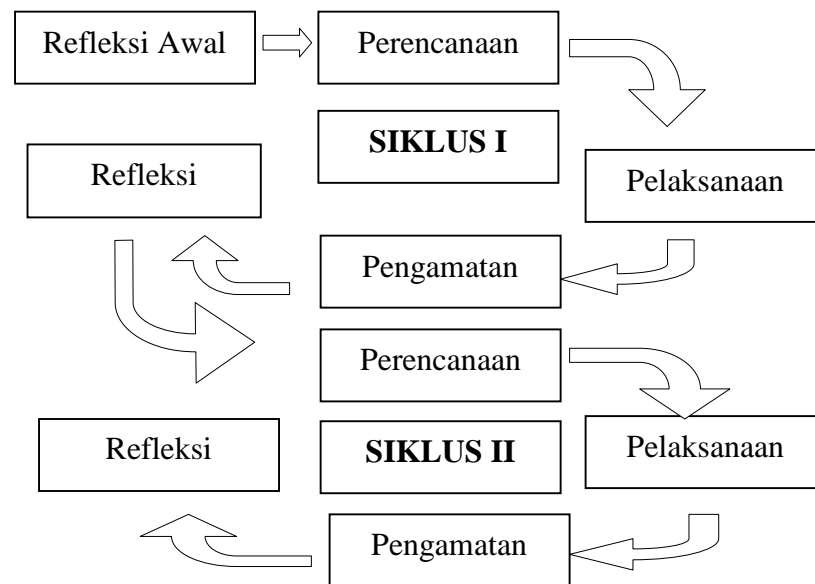 Refleksi Awal
Perencanaan
SIKLUS I
Refleksi
Pelaksanaan
Pengamatan
Perencanaan
Refleksi
SIKLUS II
Pelaksanaan
Pengamatan